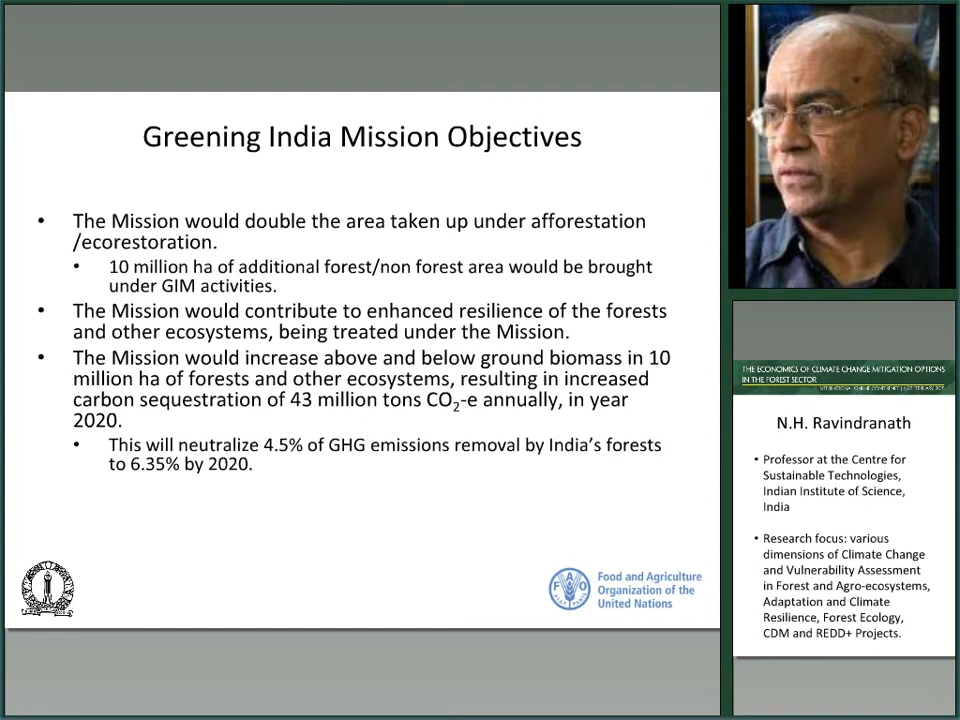 Greening India Mission Objectives
• The Mission would double the area taken up under afforestation
/ecorestoration.
• 10 million ha of additional forest/non forest area would be brought
under GIM activities.
• The Mission would contribute to enhanced resilience of the forests
and other ecosystems, being treated under the Mission.
• The Mission would increase above and below ground biomass in 10
million ha of forests and other ecosystems, resulting in increased
carbon sequestration of 43 million tons CO₂-e annually, in year
2020.
• This will neutralize 4.5% of GHG emissions removal by India's forests
to 6.35% by 2020.
FAO
FIAT PANIS
Food and Agriculture
Organization of the
United Nations
THE ECONOMICS OF CLIMATE CHANGE MITIGATION OPTIONS
IN THE FOREST SECTOR
INTERNATIONAL ONLINE CONFERENCE
N.H. Ravindranath
• Professor at the Centre for
Sustainable Technologies,
Indian Institute of Science,
India
• Research focus: various
dimensions of Climate Change
and Vulnerability Assessment
in Forest and Agro-ecosystems,
Adaptation and Climate
Resilience, Forest Ecology,
CDM and REDD+ Projects.